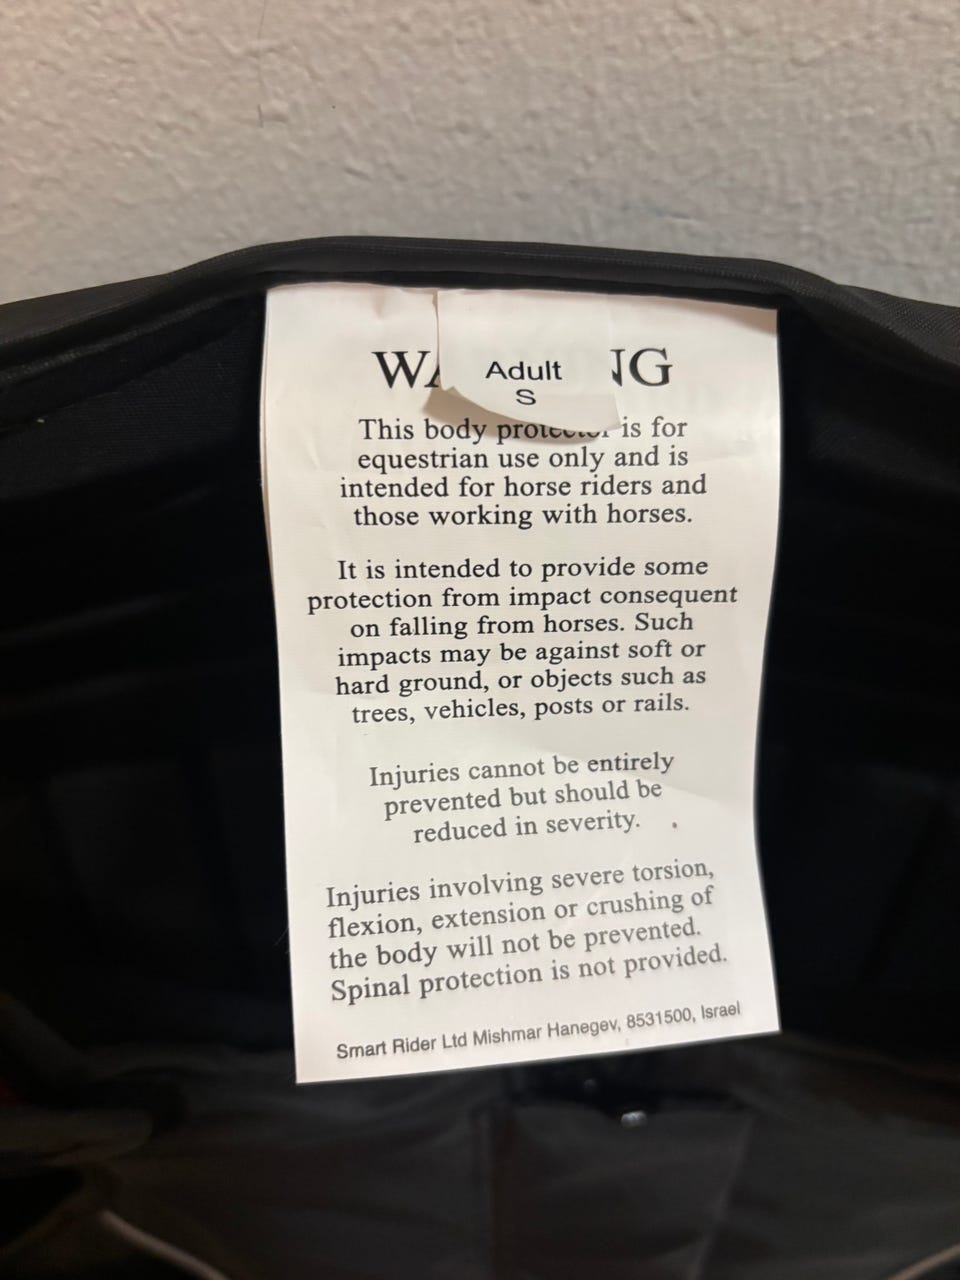 Adult
S
This body is for
equestrian use only and is
intended for horse riders and
those working with horses.
It is intended to provide some
protection from impact consequent
on falling from horses. Such
impacts may be against soft or
hard ground, or objects such as
trees, vehicles, posts or rails.
Injuries cannot be entirely
prevented but should be
reduced in severity.
Injuries involving severe torsion,
flexion, extension or crushing of
the body will not be prevented.
Spinal protection is not provided.
Smart Rider Ltd Mishmar Hanegev, 8531500, Israel